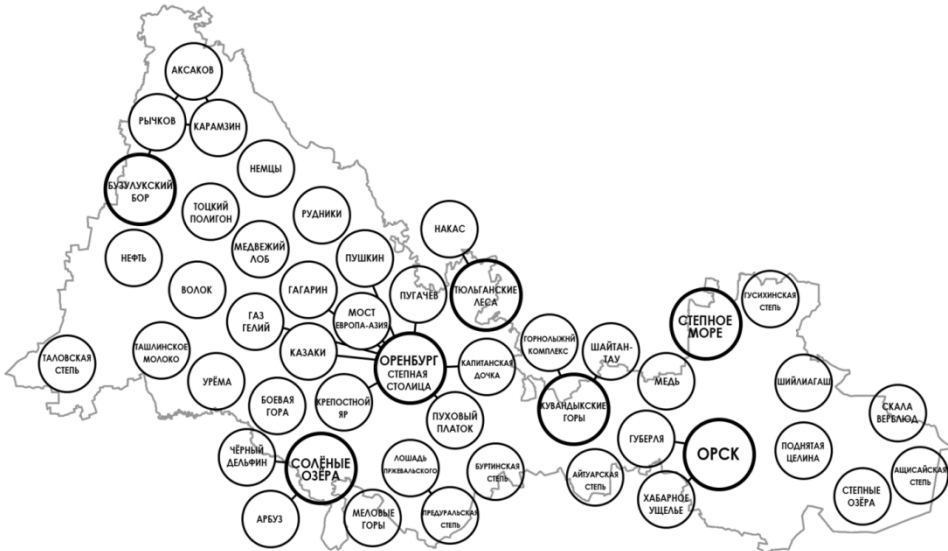 АКСАКОВ
РЫЧКОВ
КАРАМЗИН
НЕМЦЫ
БУЗУЛУКСКИЙ
БОР
ТОЦКИЙ
ПОЛИГОН
РУДНИКИ
НАКАС
НЕФТЬ
МЕДВЕЖИЙ
ЛОБ
ПУШКИН
ВОЛОК
ГАГАРИН
ПУГАЧЁВ
ТЮЛЬГАНСКИЕ
ЛЕСА
ГУСИХИНСКАЯ
СТЕПЬ
ГАЗ
ГЕЛИЙ
МОСТ
ЕВРОПА-АЗИЯ
СТЕПНОЕ
МОРЕ
ТАЛОВСКАЯ
СТЕПЬ
ТАШЛИНСКОЕ
МОЛОКО
КАЗАКИ
ОРЕНБУРГ
СТЕПНАЯ
СТОЛИЦА
КАПИТАНСКАЯ
ДОЧКА
ГОРНОЛЫЖНЙ
КОМПЛЕКС
ШАЙТАН-
ТАУ
УРЁМА
МЕДЬ
ШИЙЛИАГАШ
БОЕВАЯ
ГОРА
КРЕПОСТНОЙ
ЯР
ПУХОВЫЙ
ПЛАТОК
КУВАНДЫКСКИЕ
ГОРЫ
СКАЛА
ВЕРБЛЮД
ЧЁРНЫЙ
ДЕЛЬФИН
СОЛЁНЫЕ
ОЗЁРА
ЛОШАДЬ
ПРЖЕВАЛЬСКОГО
БУРТИНСКАЯ
СТЕПЬ
АЙТУАРСКАЯ
СТЕПЬ
ГУБЕРЛЯ
ОРСК
ПОДНЯТАЯ
ЦЕЛИНА
АЩИСАЙСКАЯ
СТЕПЬ
АРБУЗ
МЕЛОВЫЕ
ГОРЫ
ПРЕДУРАЛЬСКАЯ
СТЕПЬ
ХАБАРНОЕ
УЩЕЛЬЕ
СТЕПНЫЕ
ОЗЁРА